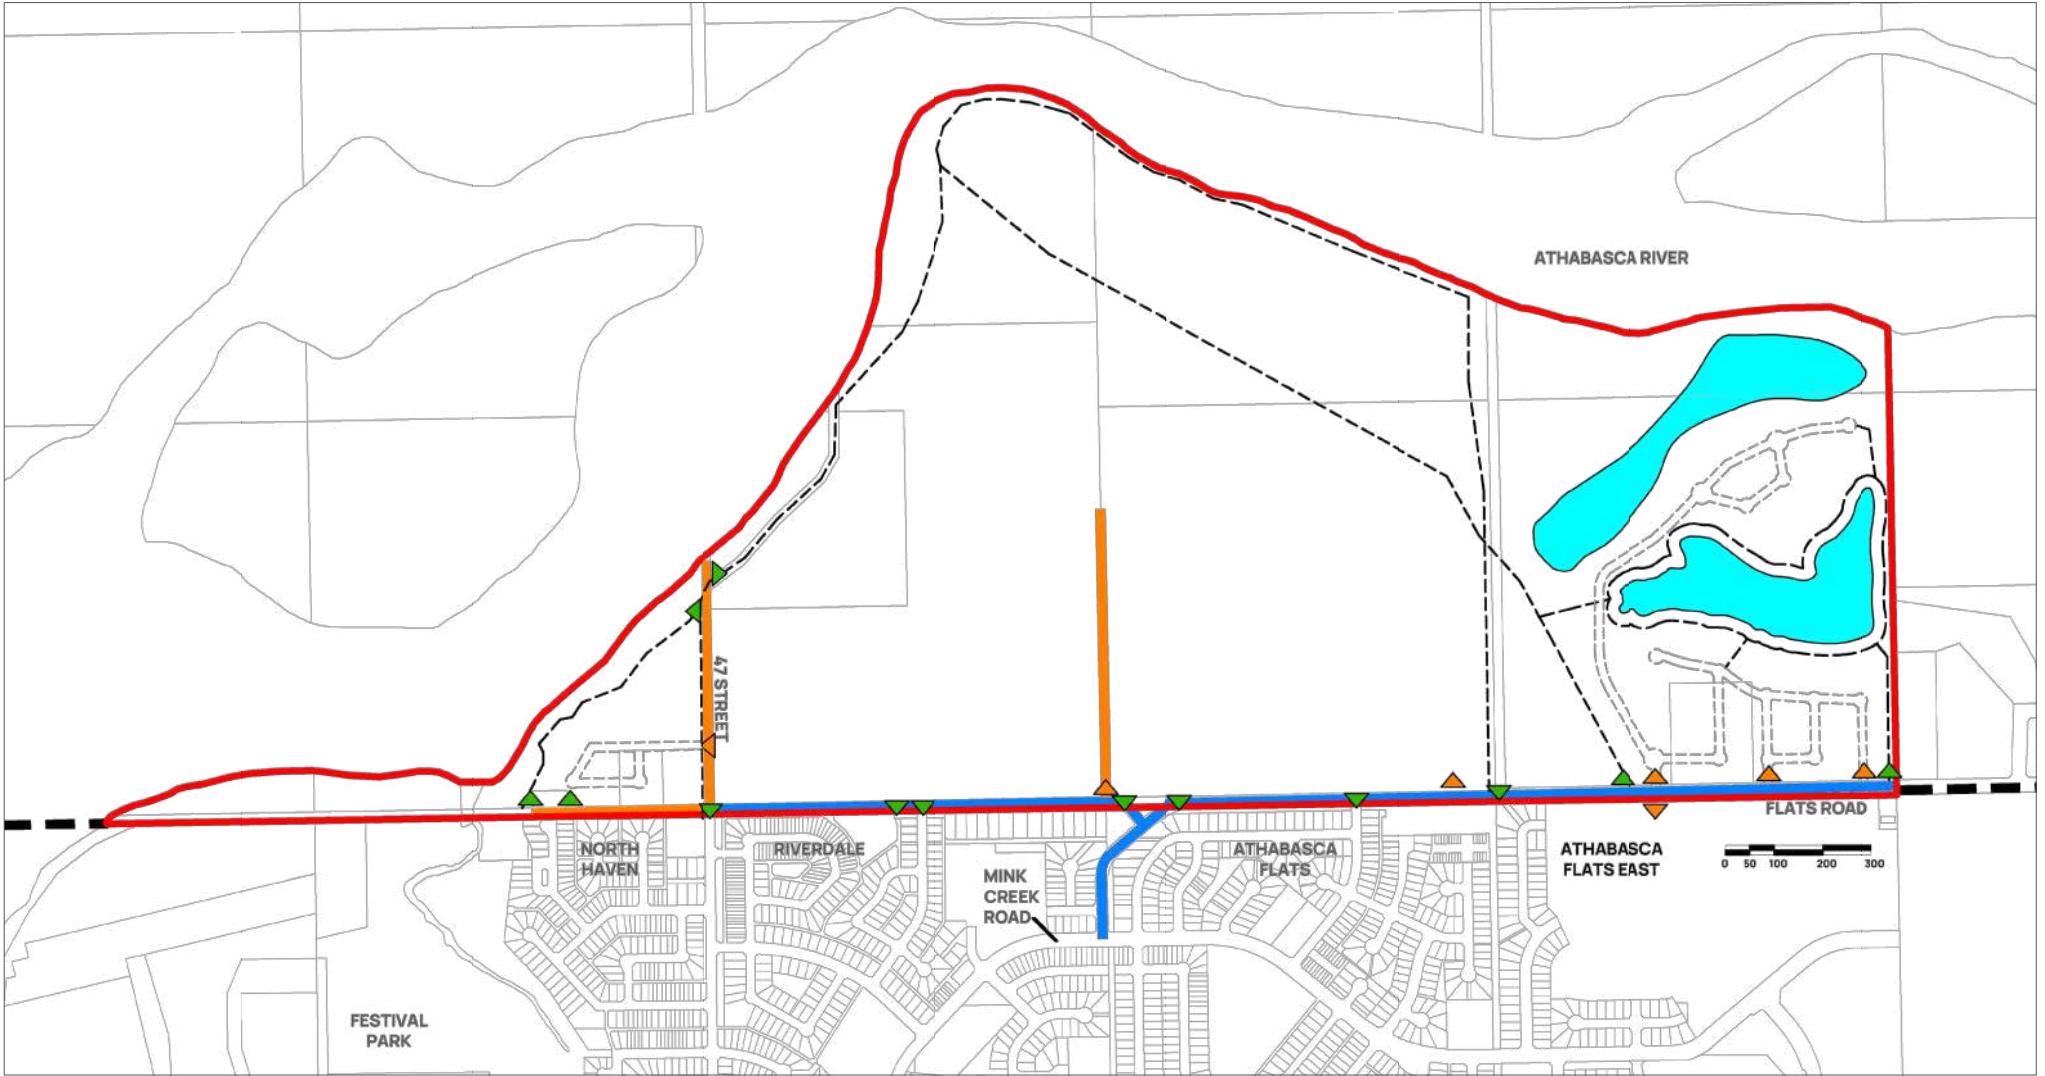 ATHABASCA RIVER
47 STREET
FLATS ROAD
NORTH
HAVEN
RIVERDALE
MINK
CREEK
ROAD
ATHABASCA
FLATS
ATHABASCA
FLATS EAST
0 50 100 200 300
FESTIVAL
PARK